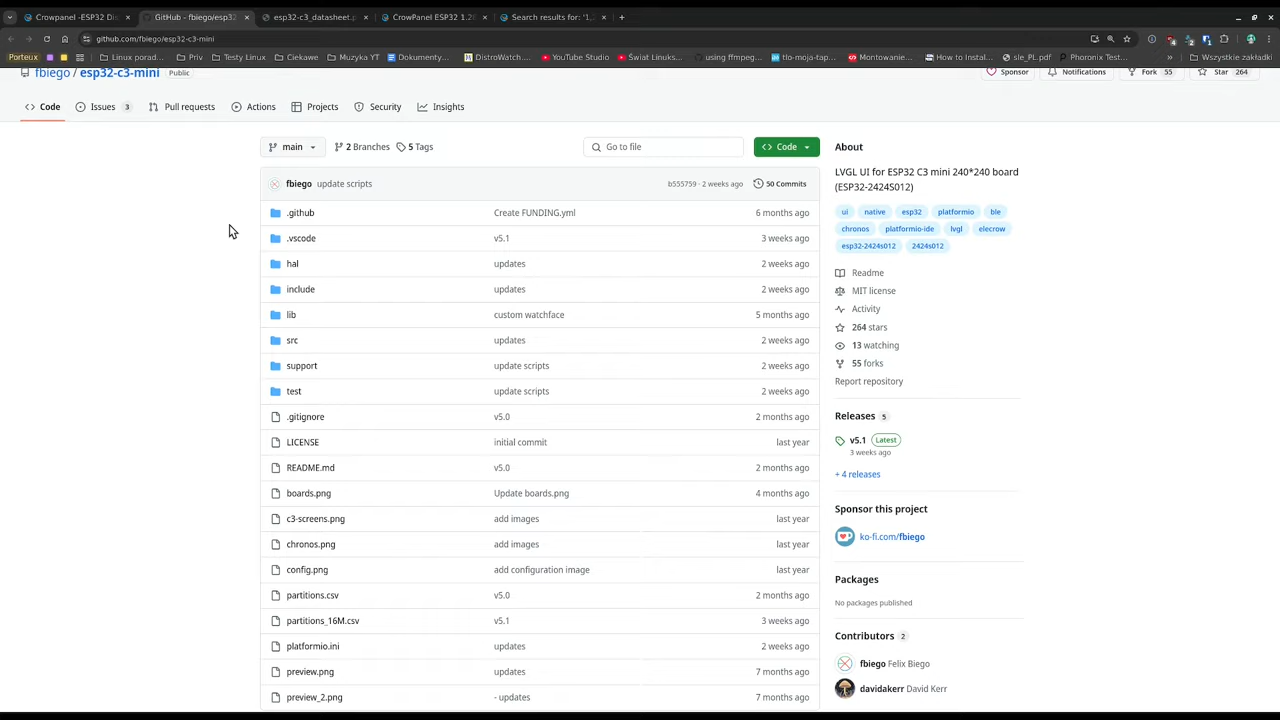 Crowpanel -ESP32 Di
GitHub - fbiego/esp32
esp-c3_datasheet.p
CrowPanel ESP32 1.28
Search results for: '1.2
github.com/fbiego/esp32-c3-mini
Porteux
Linux porad...
Priv
Testy Linux
Ciekawe
Muzyka YT
Dokumenty...
DistroWatch...
YouTube Studio
Świat Linuks...
using ffmpeg...
tło-moja-tap...
Montowanie...
How to Instal...
sle_PL.pdf
Phoronix Test...
»
Wszystkie zakładki
fbiego / esp32-c3-mini
Public
Sponsor
Notifications
Fork 55
Star 264
Code
Issues 3
Pull requests
Actions
Projects
Security
Insights
main
2 Branches
5 Tags
Go to file
Code
fbiego update scripts
b555759 · 2 weeks ago
50 Commits
.github Create FUNDING.yml 6 months ago
.vscode v5.1 3 weeks ago
hal updates 2 weeks ago
include updates 2 weeks ago
lib custom watchface 5 months ago
src updates 2 weeks ago
support update scripts 2 weeks ago
test update scripts 2 weeks ago
.gitignore v5.0 2 months ago
LICENSE initial commit last year
README.md v5.0 2 months ago
boards.png Update boards.png 4 months ago
c3-screens.png add images last year
chronos.png add images last year
config.png add configuration image last year
partitions.csv v5.0 2 months ago
partitions_16M.csv v5.1 3 weeks ago
platformio.ini updates 2 weeks ago
preview.png updates 7 months ago
preview_2.png - updates 7 months ago
About
LVGL UI for ESP32 C3 mini 240*240 board
(ESP32-2424S012)
ui native esp32 platformio ble
chronos platformio-ide lvgl elecrow
esp32-2424s012 2424s012
Readme
MIT license
Activity
264 stars
13 watching
55 forks
Report repository
Releases 5
v5.1 Latest
3 weeks ago
+ 4 releases
Sponsor this project
ko-fi.com/fbiego
Packages
No packages published
Contributors 2
fbiego Felix Biego
davidakerr David Kerr